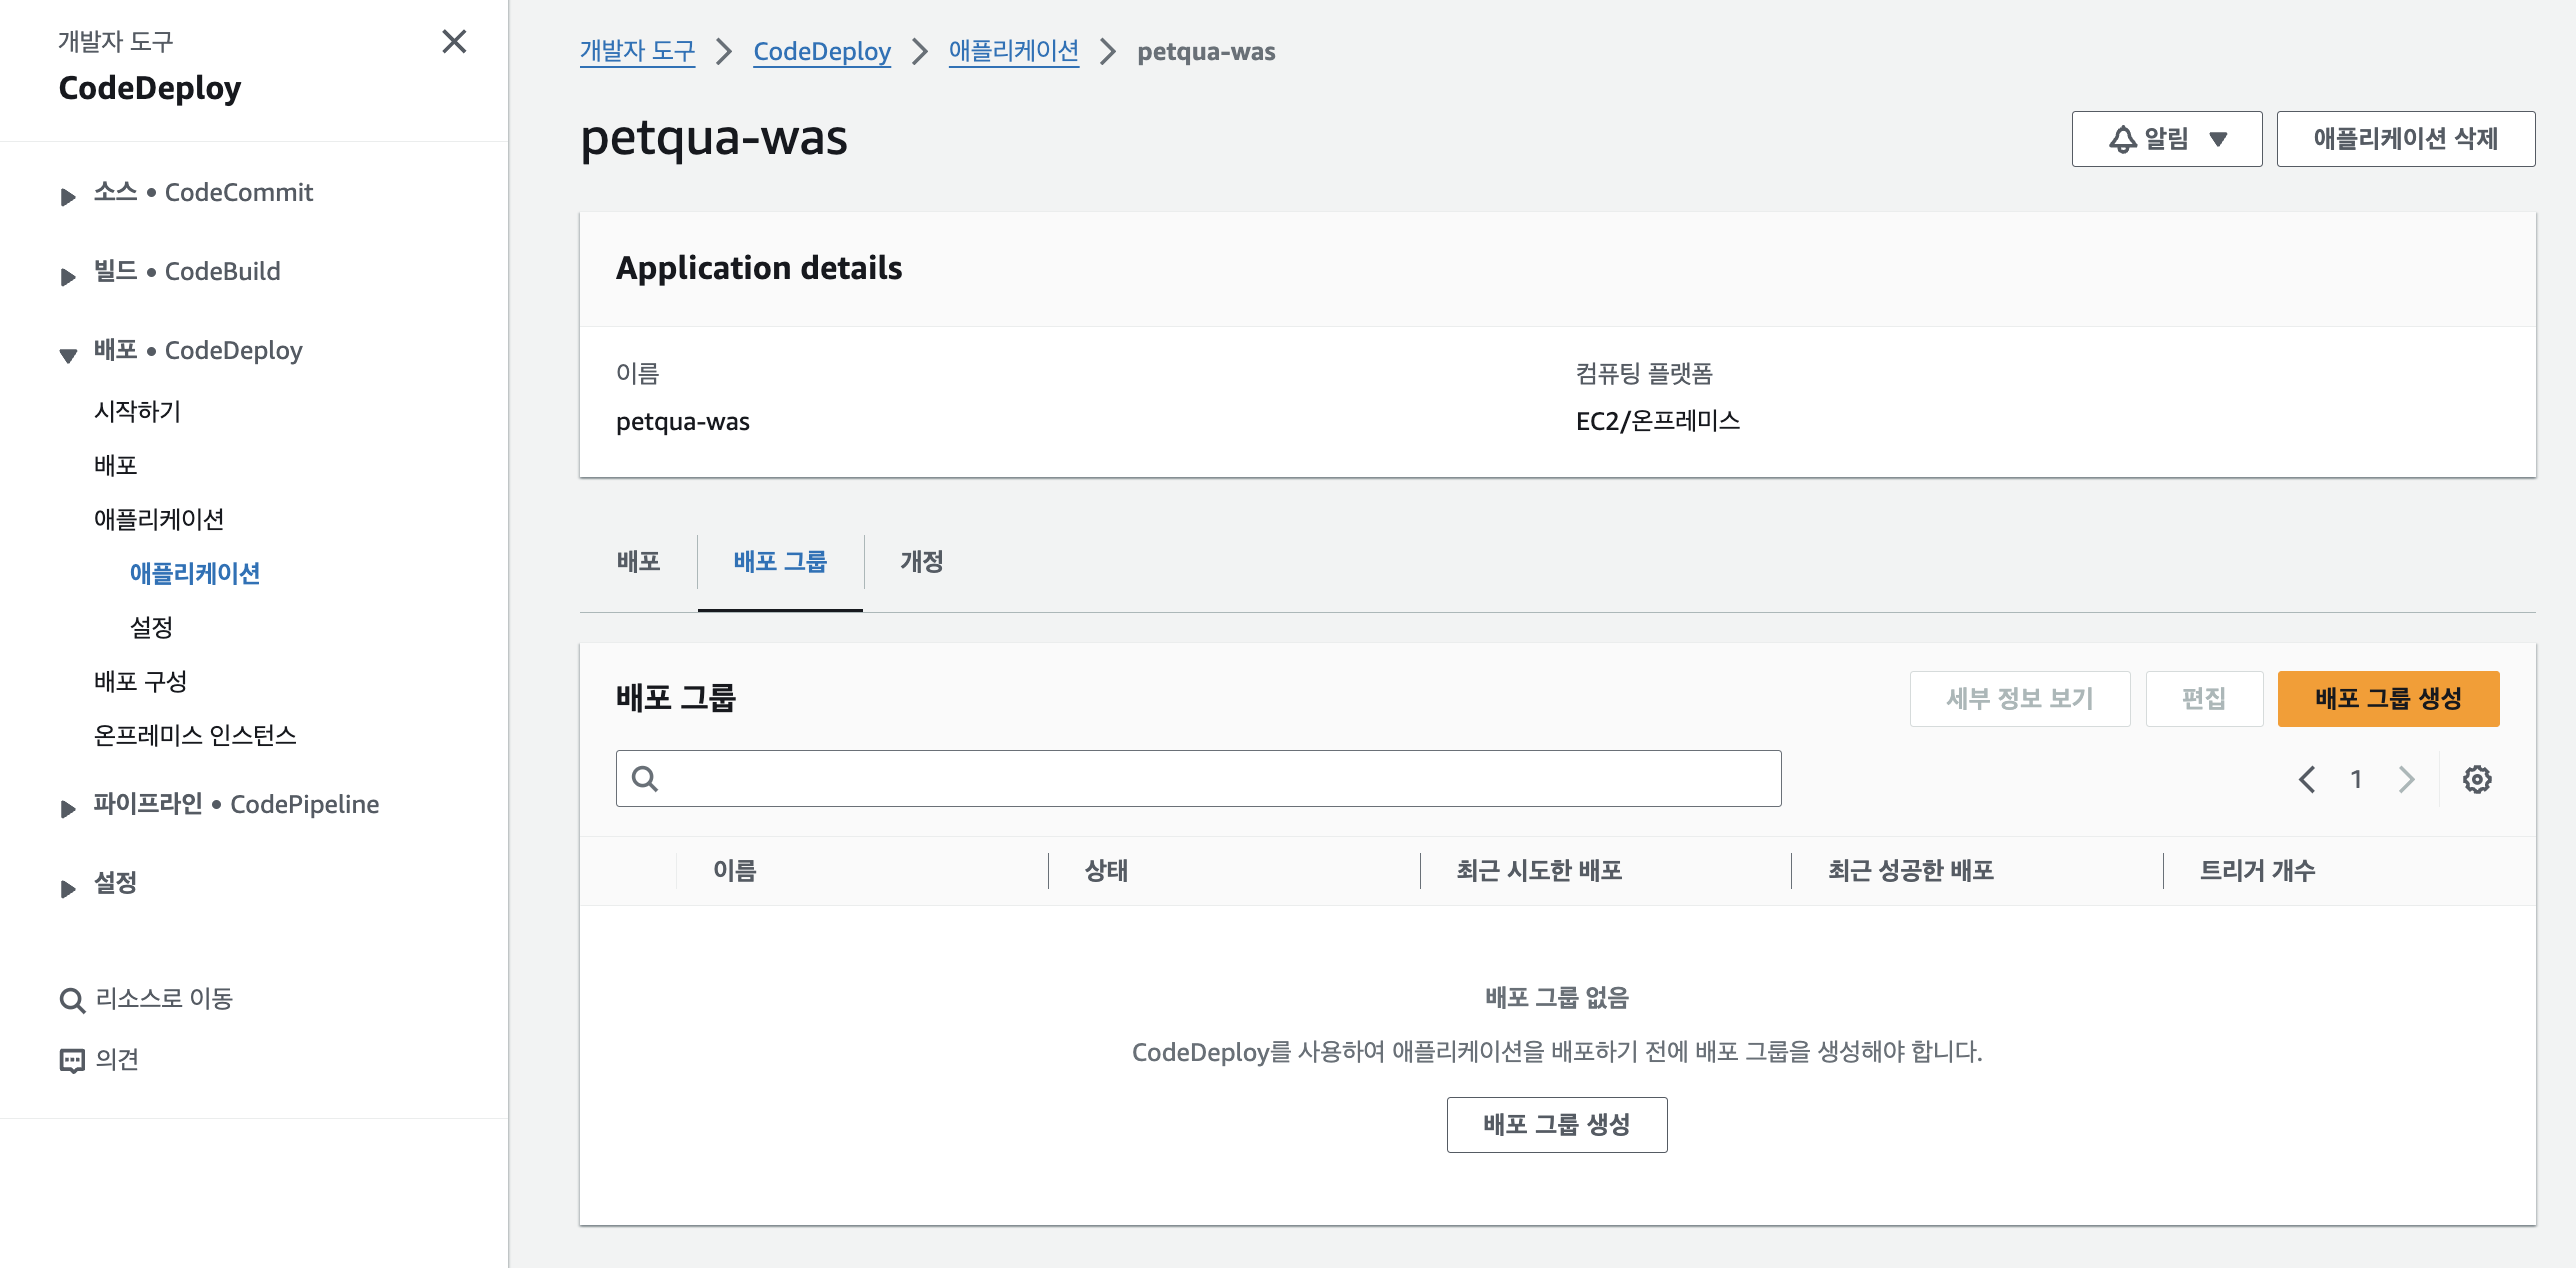 개발자 도구
CodeDeploy
소스 • CodeCommit
빌드 • CodeBuild
배포 • CodeDeploy
시작하기
배포
애플리케이션
애플리케이션
설정
배포 구성
온프레미스 인스턴스
파이프라인 • CodePipeline
설정
리소스로 이동
의견
개발자 도구 CodeDeploy 애플리케이션 petqua-was
petqua-was
알림 애플리케이션 삭제
Application details
이름 컴퓨팅 플랫폼
petqua-was EC2/온프레미스
배포 배포 그룹 개정
배포 그룹 세부 정보 보기 편집 배포 그룹 생성
1
이름 상태 최근 시도한 배포 최근 성공한 배포 트리거 개수
배포 그룹 없음
CodeDeploy를 사용하여 애플리케이션을 배포하기 전에 배포 그룹을 생성해야 합니다.
배포 그룹 생성